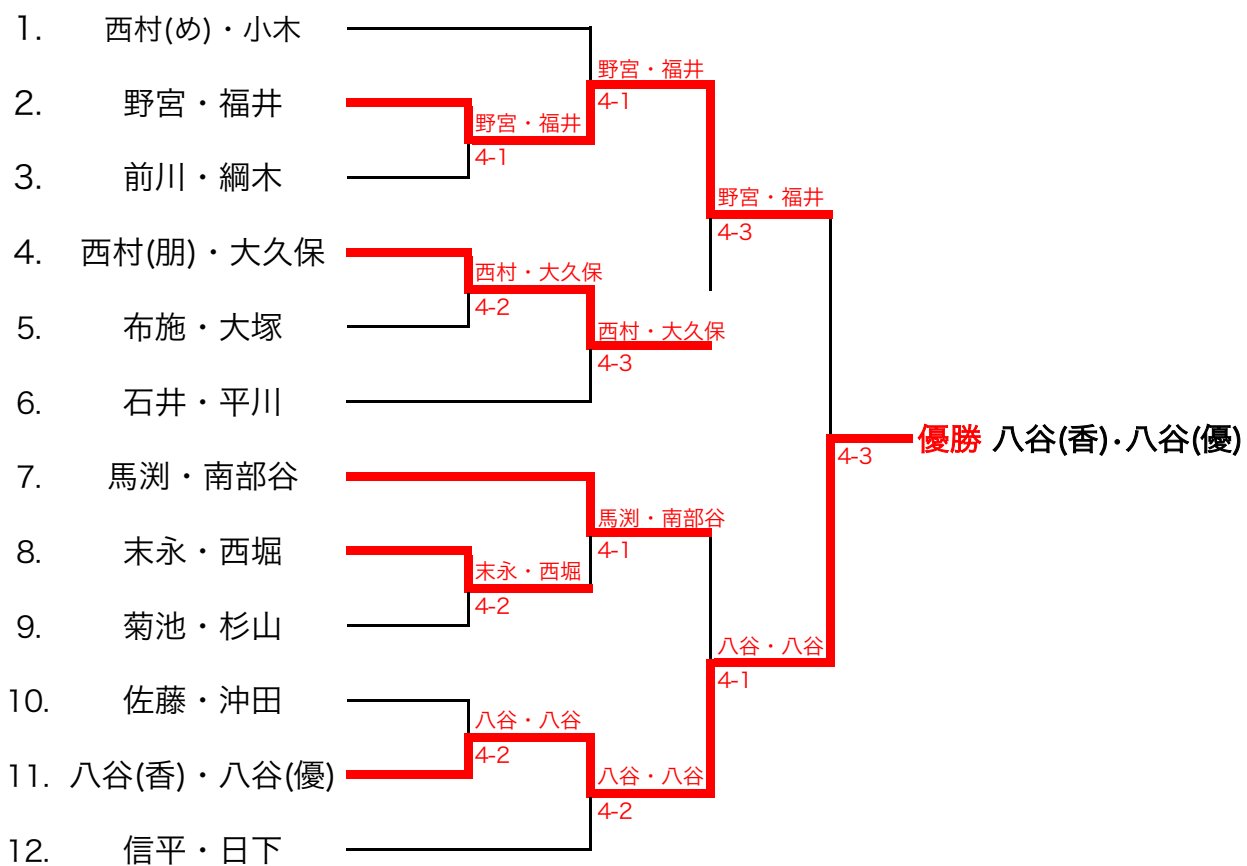 1. 西村(め)・小木
野宮・福井
4-1
2. 野宮・福井
野宮・福井
4-1
3. 前川・綱木
野宮・福井
4-3
4. 西村(朋)・大久保
西村・大久保
4-2
5. 布施・大塚
西村・大久保
4-3
6. 石井・平川
優勝 八谷(香)・八谷(優)
4-3
7. 馬渕・南部谷
馬渕・南部谷
4-1
8. 末永・西堀
末永・西堀
4-2
9. 菊池・杉山
八谷・八谷
4-1
10. 佐藤・沖田
八谷・八谷
4-2
11. 八谷(香)・八谷(優)
八谷・八谷
4-2
12. 信平・日下